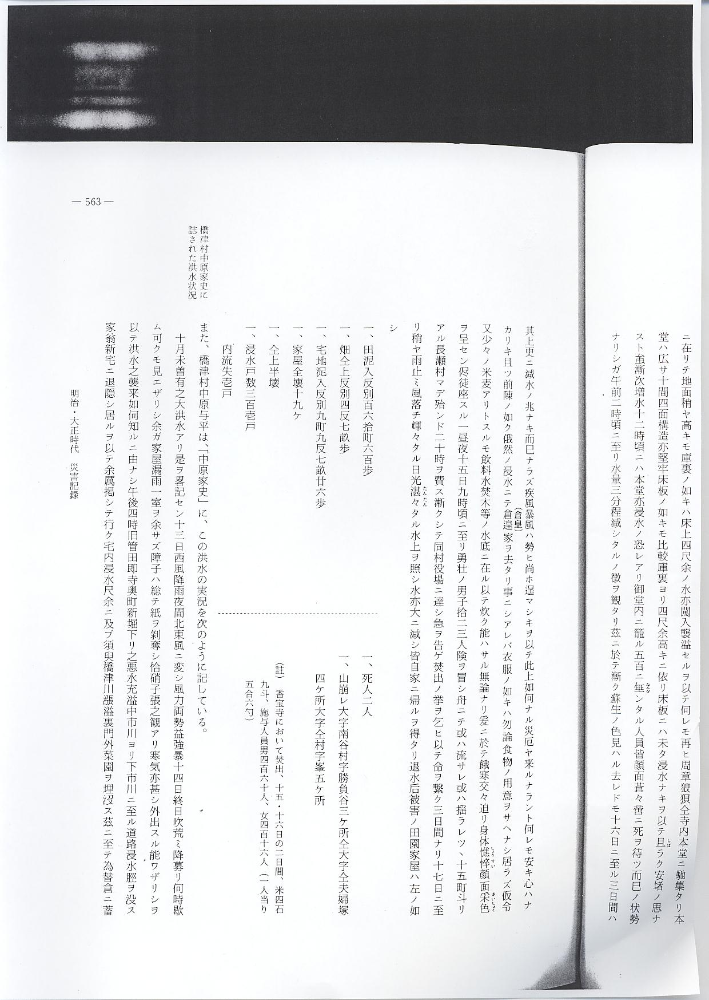 ニ在リテ地面稍ヤ高キモ庫裏ノ如キハ床上四尺余ノ水亦闖入襲溢セルヲ以テ何レモ再ヒ周章狼狽仝寺内本堂ニ馳集タリ本
堂ハ広サ十間四面構造亦堅牢床板ノ如キモ比較庫裏ヨリ四尺余高キニ依リ床板ニハ未タ浸水ナキヲ以テ且ラク安堵ノ思ナ
スト雖漸次増水十二時頃ニハ本堂亦浸水ノ恐レアリ御堂内ニ籠ル五百ニ ンタル人員皆顔面蒼々啻ニ死ヲ待ツ而巳ノ状勢
ナリシガ午前二時頃ニ至リ水量三分程減シタルノ徴ヲ観タリ茲ニ於テ漸ク蘇生ノ色見ハル去レドモ十六日ニ至ル三日間ハ
其上更ニ減水ノ兆ナキ而巳ナラズ疾風暴風ハ勢ヒ尚ホ逞マシキヲ以テ此上如何ナル災厄ヤ来ルナラント何レモ安キ心ハナ
カリキ且ツ前陳ノ如ク俄然ノ浸水ニテ倉遑(倉皇)家ヲ去タリ事ニシアレバ衣服ノ如キハ勿論食物ノ用意ヲサヘナシ居ラズ仮令
又少々ノ米麦アリトスルモ飲料水焚木等ノ水底ニ在ル以テ炊ク能ハサル無論ナリ爰ニ於テ餓寒交々迫リ身体憔悴顔面采色
ヲ呈セン侭徒座スル一昼夜十五日九時頃ニ至リ勇壮ノ男子拾二三人険ヲ冒シ舟ニテ或ハ流サレ或ハ揺ラレツヽ十五町斗リ
アル長瀬村マデ殆ンド二十時ヲ費ス漸クシテ同村役場ニ達シ急ヲ告ゲ焚出ノ挙ヲ乞ヒ以テ命ヲ繋ク三日間ナリ十七日ニ至
リ稍ヤ雨止ミ風落チ輝々タル日光湛々タル水上ヲ照シ水亦大ニ減シ皆自家ニ帰ルヲ得タリ退水后被害ノ田園家屋ハ左ノ如
シ
一、田泥入反別百六拾町六百歩
一、畑仝上反別四反七畝歩
一、宅地泥入反別九町九反七畝廿六歩
一、家屋全壊十九ケ
一、仝上半壊
一、浸水戸数三百壱戸
内流失壱戸
一、死人二人
一、山崩レ大字南谷村字勝負谷三ケ所仝大字仝夫婦塚
四ケ所大字仝村字峯五ケ所
(註) 香宝寺において焚出、十五・十六日の二日間、米四石
九斗、施与人員男四百六十人、女四百十六人(一人当り
五合六勺)
橋津村中原家史に
誌された洪水状況
また、橋津村中原与平は、「中原家史」に、この洪水の実況を次のように記している。
十月未曽有之大洪水アリ是ヲ畧記セン十三日西風降雨夜間北東風ニ変シ風力両勢益強暴十四日終日吹荒ミ降募リ何時歇
ム可クモ見エザリシ余ガ家屋漏雨一室ヲ余サズ障子ハ総テ紙ヲ剝奪シ恰硝子張之観アリ寒気亦甚シ外出スル能ワザリシヲ
以テ洪水之襲来如何知ルニ由ナシ午後四時旧管田即寺奥町新堀下リ之悪水充溢中市川ヨリ下市川ニ至ル道路浸水脛ヲ没ス
家翁新宅ニ退隠シ居ルヲ以テ余厲掲シテ行ク宅内浸水尺余ニ及ブ須臾橋津川漲溢裏門外菜園ヲ埋沒ス茲ニ至テ為替倉ニ蓄
明治・大正時代 災害記録
— 563 —